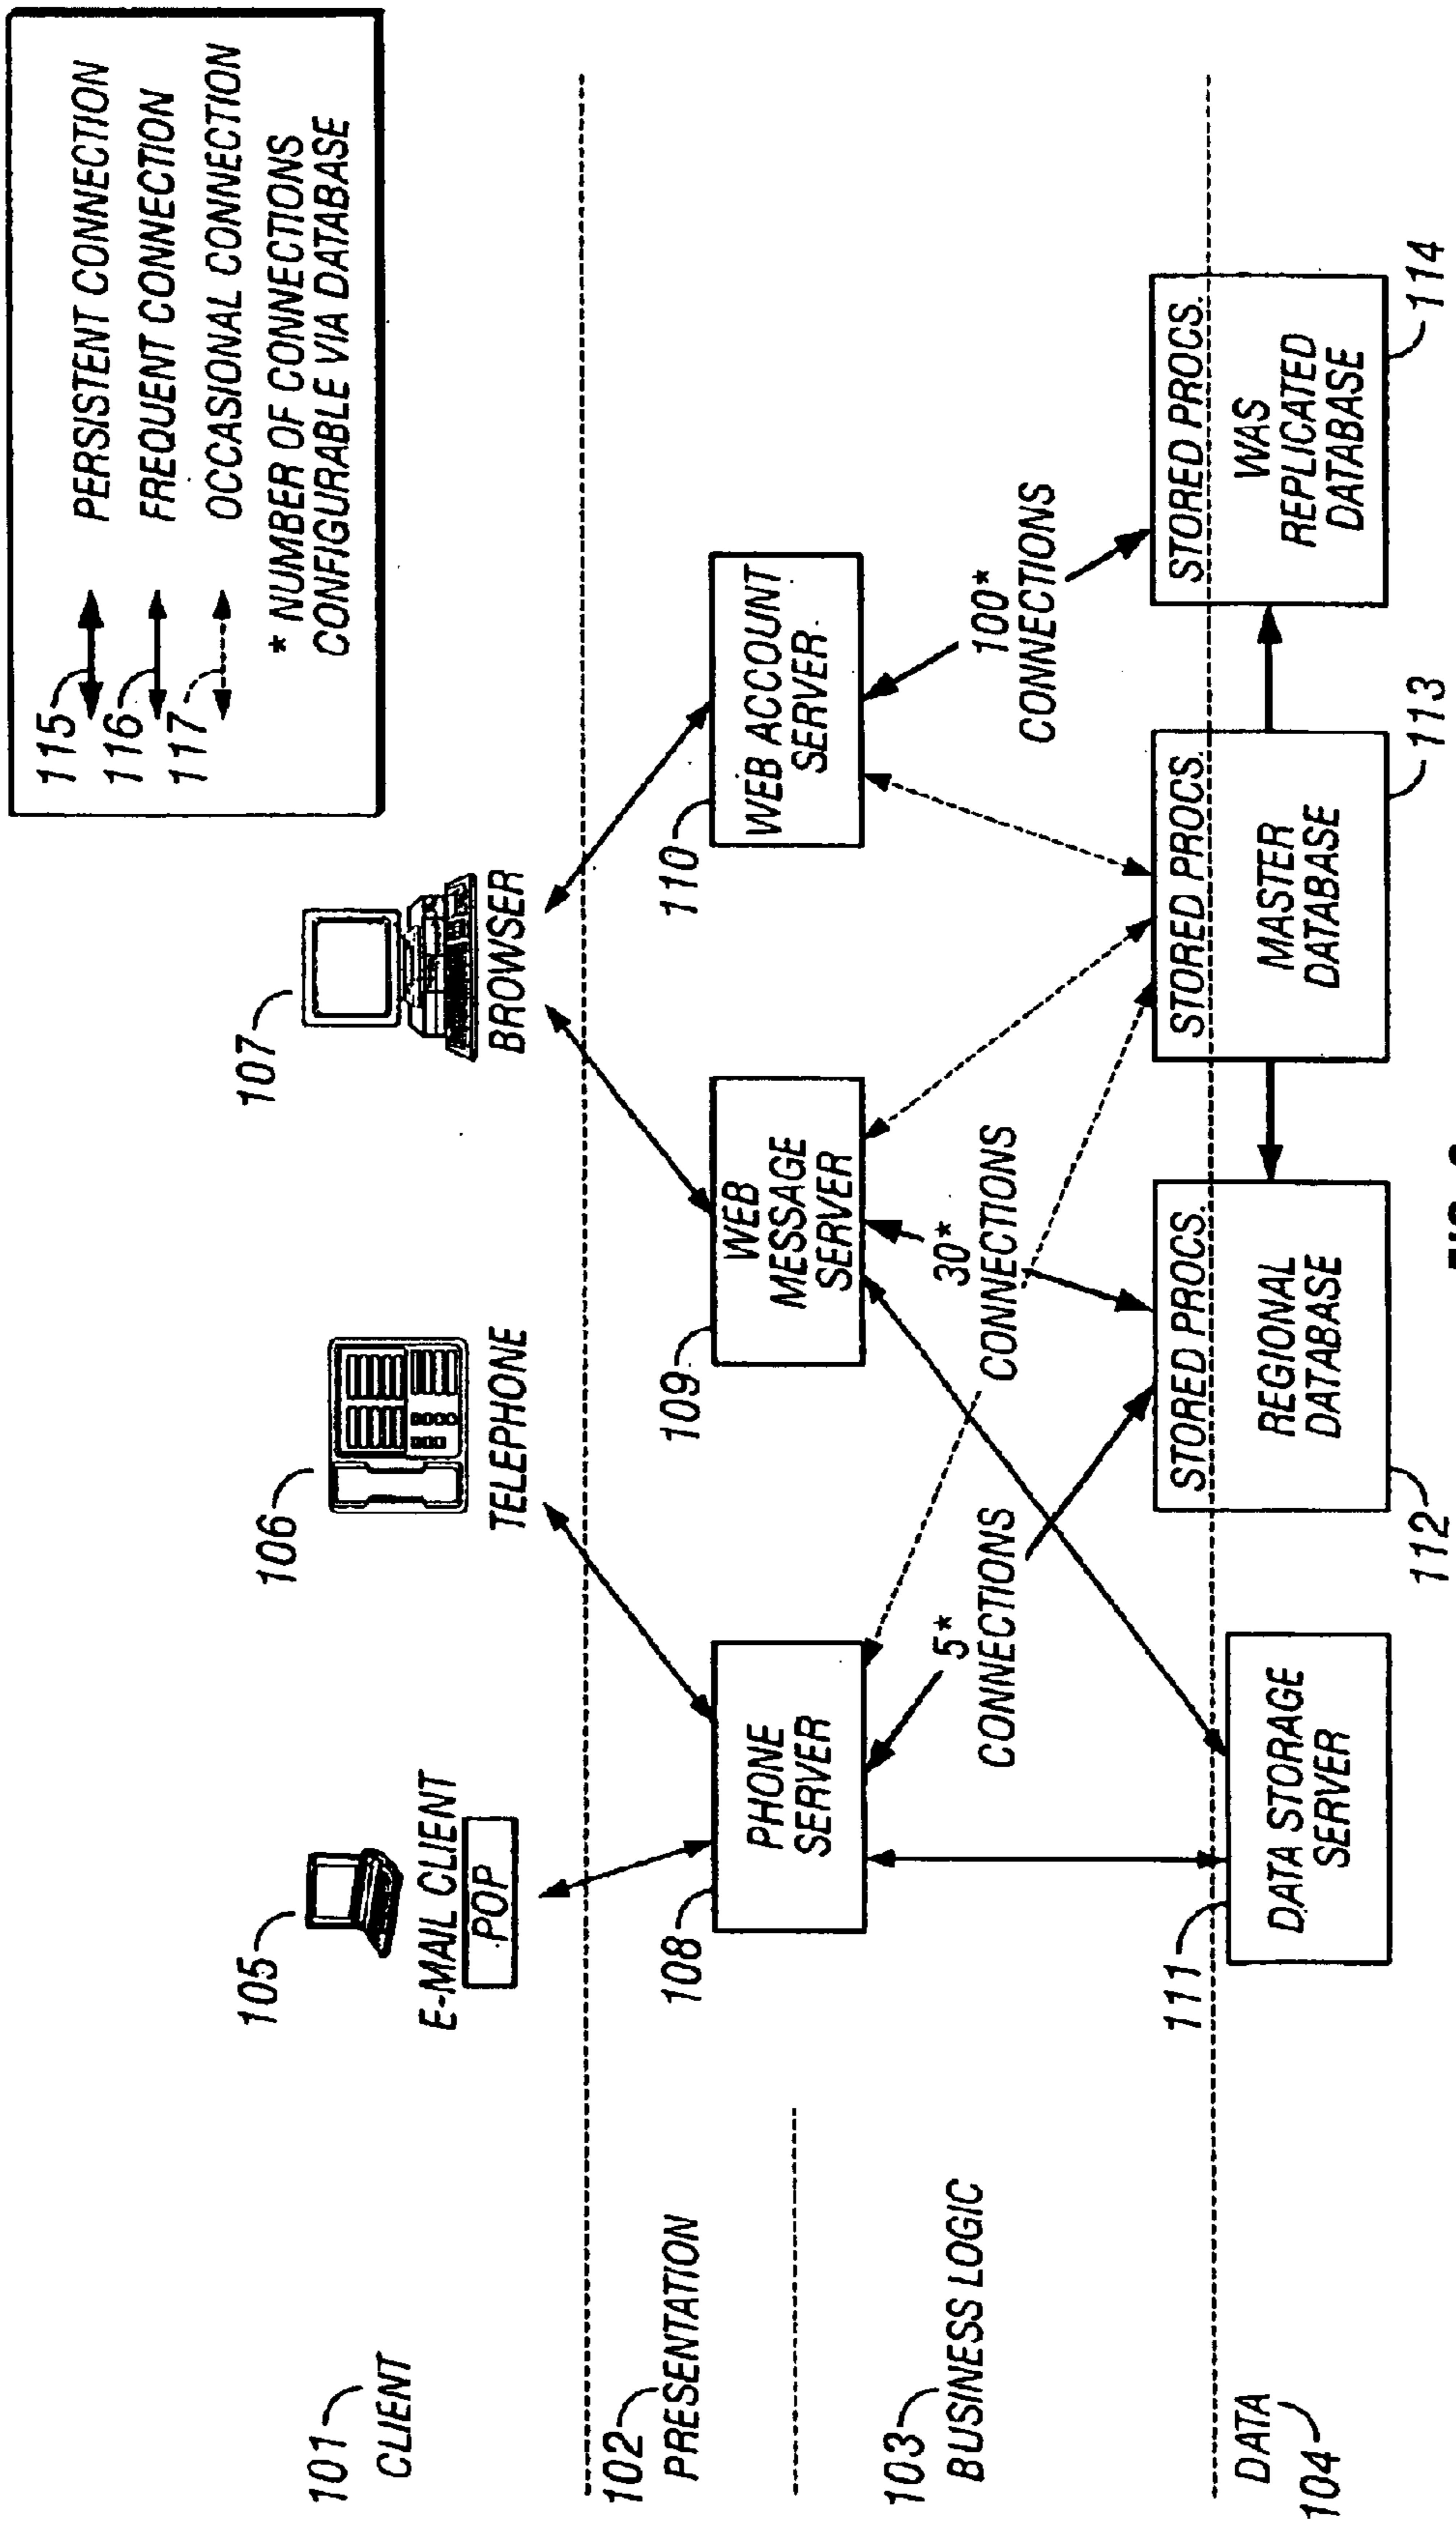 115
PERSISTENT CONNECTION
116
FREQUENT CONNECTION
117
OCCASIONAL CONNECTION
* NUMBER OF CONNECTIONS
CONFIGURABLE VIA DATABASE
101
CLIENT
105
E-MAIL CLIENT
POP
106
TELEPHONE
107
BROWSER
102
PRESENTATION
108
PHONE
SERVER
109
WEB
MESSAGE
SERVER
110
WEB ACCOUNT
SERVER
103
BUSINESS LOGIC
5*
CONNECTIONS
30*
CONNECTIONS
100*
CONNECTIONS
DATA
104
111
DATA STORAGE
SERVER
STORED PROCS.
REGIONAL
DATABASE
112
STORED PROCS.
MASTER
DATABASE
113
STORED PROCS.
WAS
REPLICATED
DATABASE
114